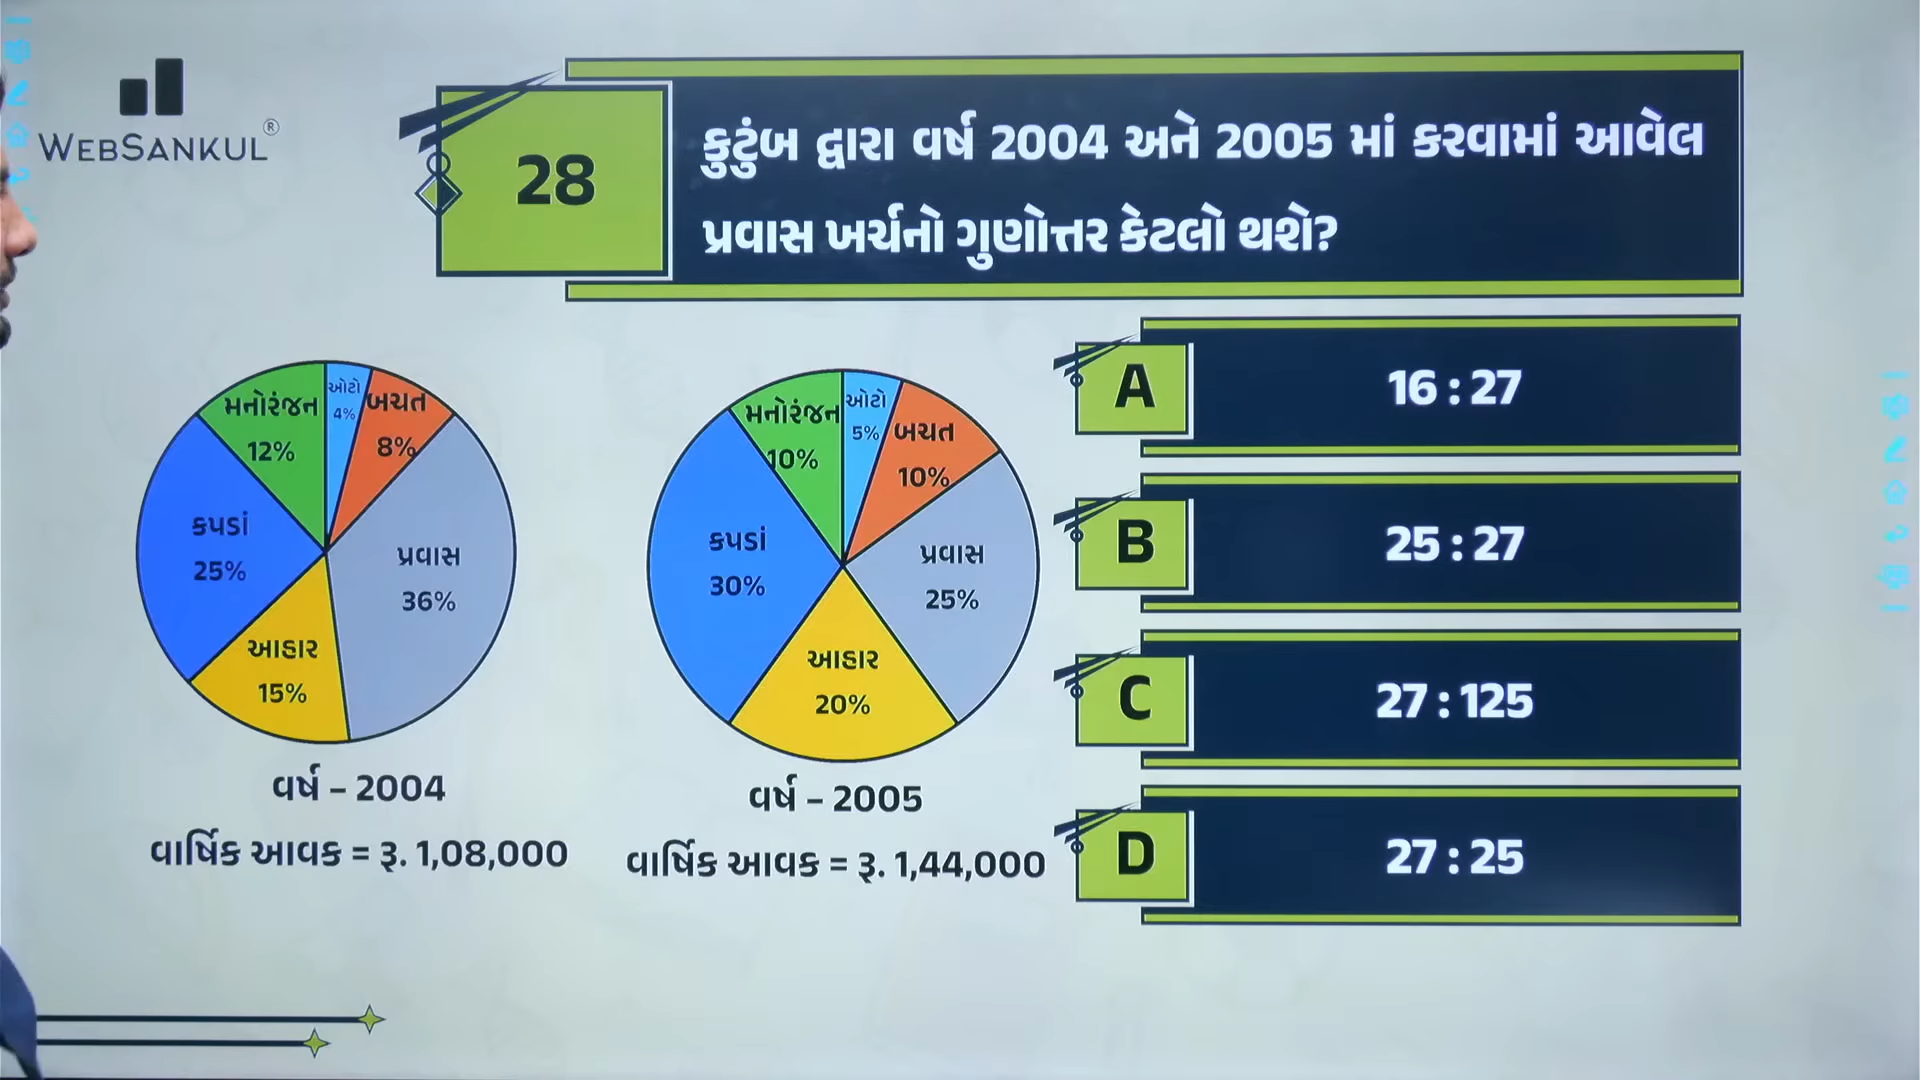 WEBSANKUL®
28
કુટુંબ દ્વારા વર્ષ 2004 અને 2005 માં કરવામાં આવેલ
પ્રવાસ ખર્ચનો ગુણોત્તર કેટલો થશે?
ઓટો
4%
બચત
8%
પ્રવાસ
36%
આહાર
15%
કપડાં
25%
મનોરંજન
12%
વર્ષ – 2004
વાર્ષિક આવક = રૂ. 1,08,000
ઓટો
5%
બચત
10%
પ્રવાસ
25%
આહાર
20%
કપડાં
30%
મનોરંજન
10%
વર્ષ – 2005
વાર્ષિક આવક = રૂ. 1,44,000
A
16 : 27
B
25 : 27
C
27 : 125
D
27 : 25